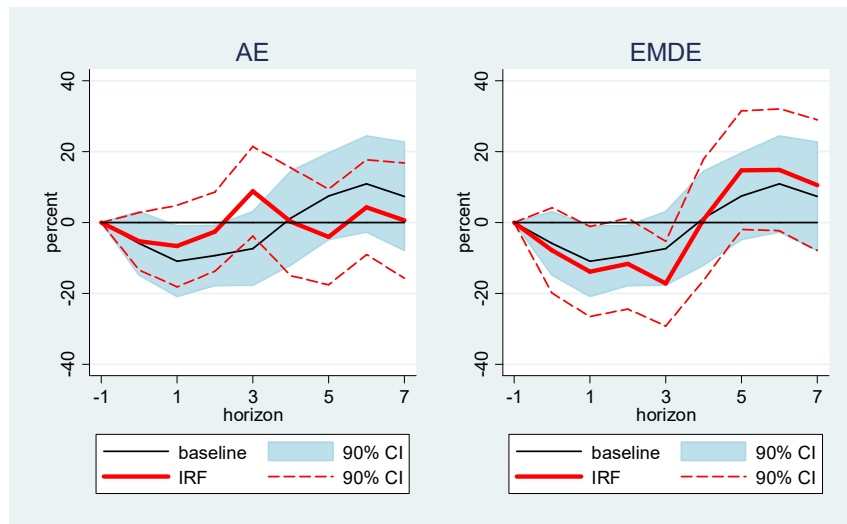 AE
40
20
0
-20
-40
percent
-1 1 3 5 7
horizon
baseline 90% CI
IRF 90% CI
EMDE
40
20
0
-20
-40
percent
-1 1 3 5 7
horizon
baseline 90% CI
IRF 90% CI